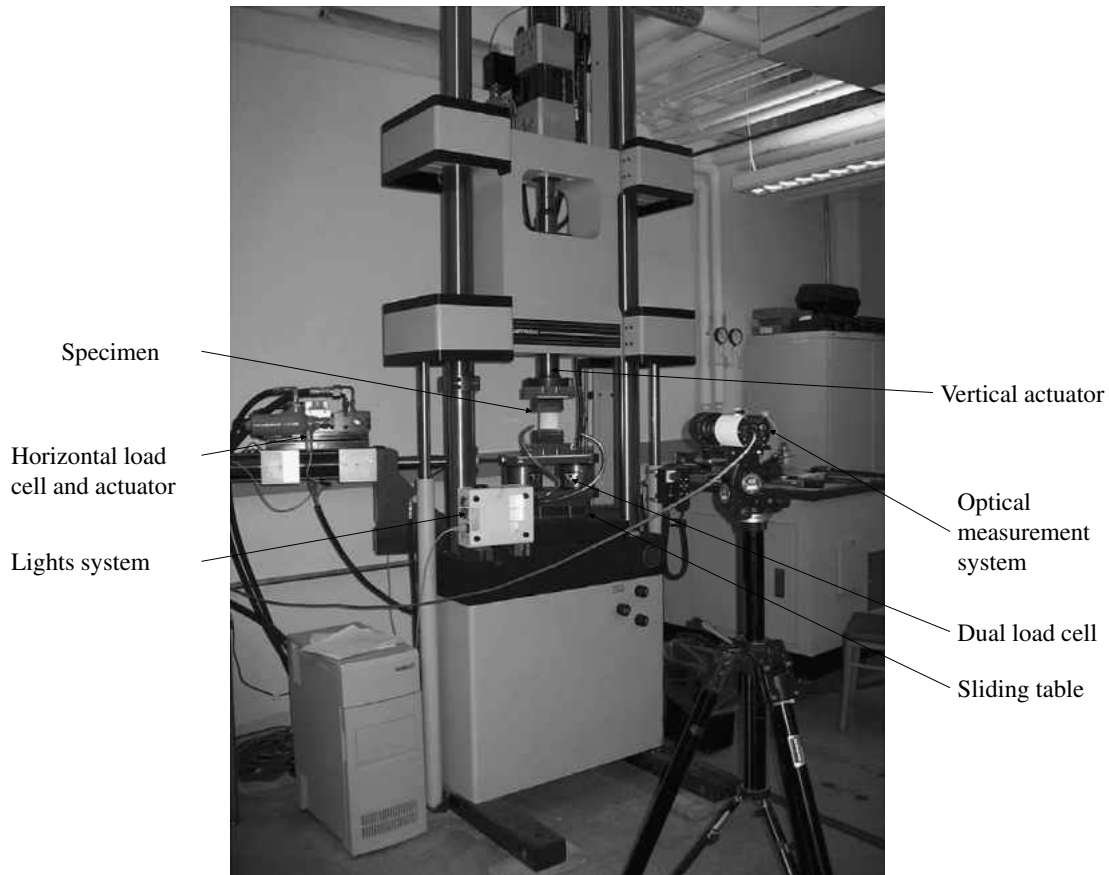 Specimen
Horizontal load
cell and actuator
Lights system
Vertical actuator
Optical
measurement
system
Dual load cell
Sliding table